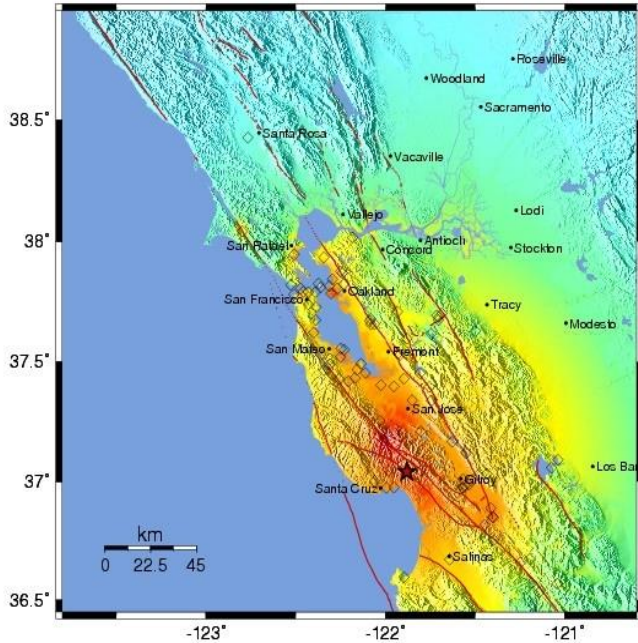 Roseville
Woodland
Sacramento
38.5°
Santa Rosa
Vacaville
Vallejo
Lodi
38°
San Rafael
Concord
Antioch
Stockton
San Francisco
Oakland
Tracy
Modesto
37.5°
San Mateo
Fremont
San Jose
37°
Santa Cruz
Gilroy
Los Ban
km
0 22.5 45
Salinas
36.5°
-123° -122° -121°